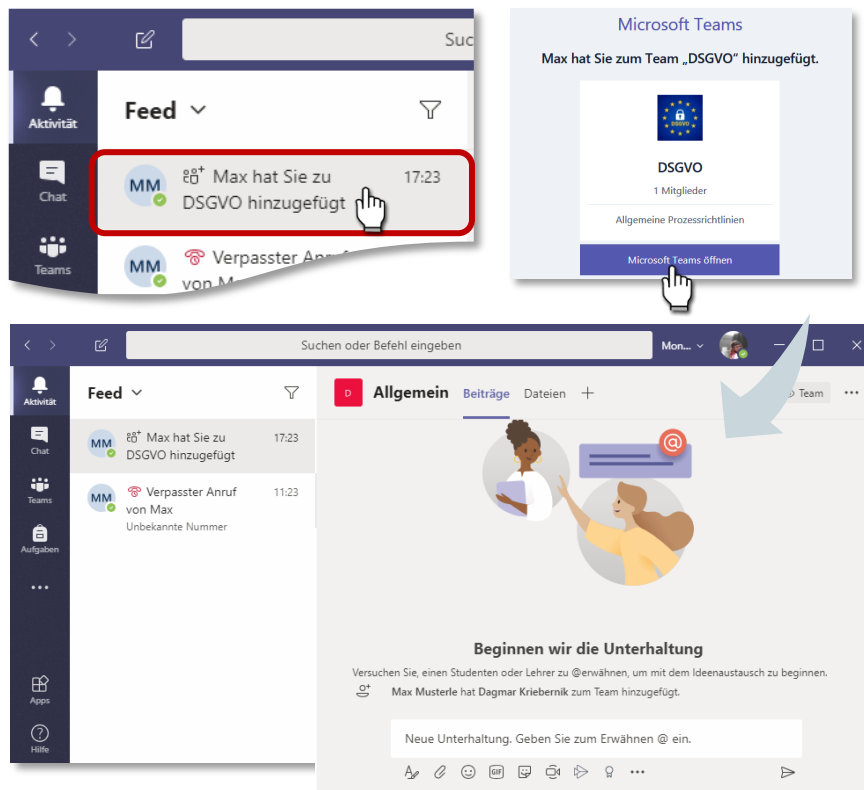 Suc
Aktivität
Feed
Chat
MM
Max hat Sie zu
17:23
DSGVO hinzugefügt
Teams
MM
Verpasster
von
Microsoft Teams
Max hat Sie zum Team „DSGVO“ hinzugefügt.
DSGVO
DSGVO
1 Mitglieder
Allgemeine Prozessrichtlinien
Microsoft Teams öffnen
Suchen oder Befehl eingeben
Mon...
Aktivität
Chat
Teams
Aufgaben
Apps
Hilfe
Feed
MM
Max hat Sie zu
17:23
DSGVO hinzugefügt
MM
Verpasster Anruf
11:23
von Max
Unbekannte Nummer
D
Allgemein
Beiträge
Dateien
Team
@
Beginnen wir die Unterhaltung
Versuchen Sie, einen Studenten oder Lehrer zu @erwähnen, um mit dem Ideenaustausch zu beginnen.
Max Musterle hat Dagmar Kriebernik zum Team hinzugefügt.
Neue Unterhaltung. Geben Sie zum Erwähnen @ ein.
GIF